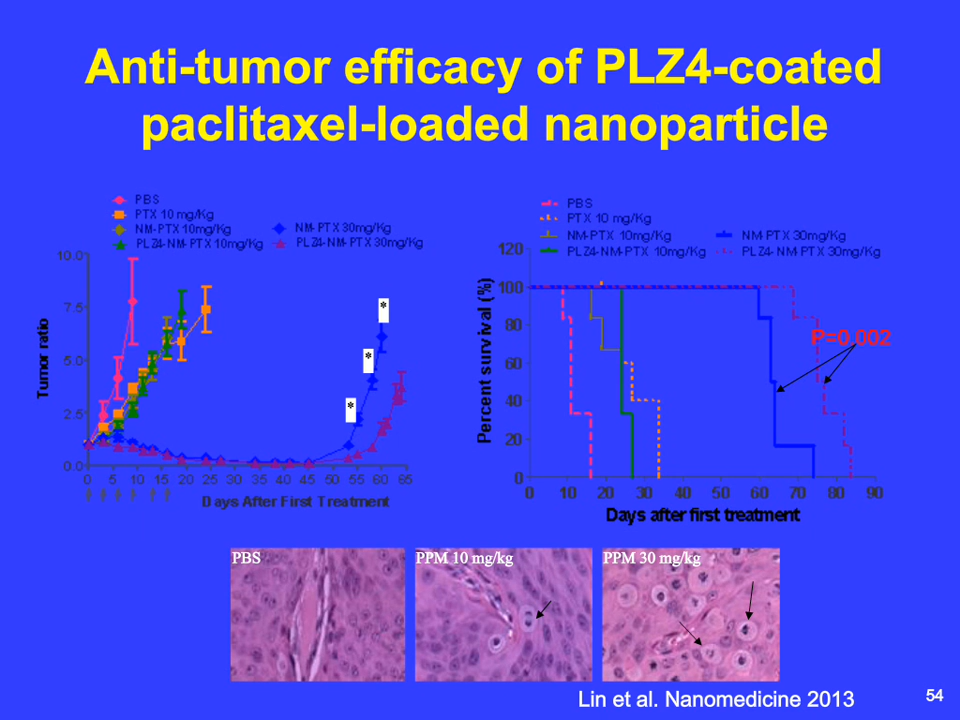 Anti-tumor efficacy of PLZ4-coated
paclitaxel-loaded nanoparticle
PBS
PTX 10 mg/Kg
NM-PTX 10mg/Kg
PLZ4-NM-PTX 10mg/Kg
NM-PTX 30mg/Kg
PLZ4-NM-PTX 30mg/Kg
Tumor ratio
10.0
7.5
5.0
2.5
0.0
*
*
*
0 5 10 15 20 25 30 35 40 45 50 55 60 65
Days After First Treatment
PBS
PTX 10 mg/Kg
NM-PTX 10mg/Kg
PLZ4-NM-PTX 10mg/Kg
NM-PTX 30mg/Kg
PLZ4-NM-PTX 30mg/Kg
Percent survival (%)
120
100
80
60
40
20
0
P=0.002
0 10 20 30 40 50 60 70 80 90
Days after first treatment
PBS
PPM 10 mg/kg
PPM 30 mg/kg
Lin et al. Nanomedicine 2013
54